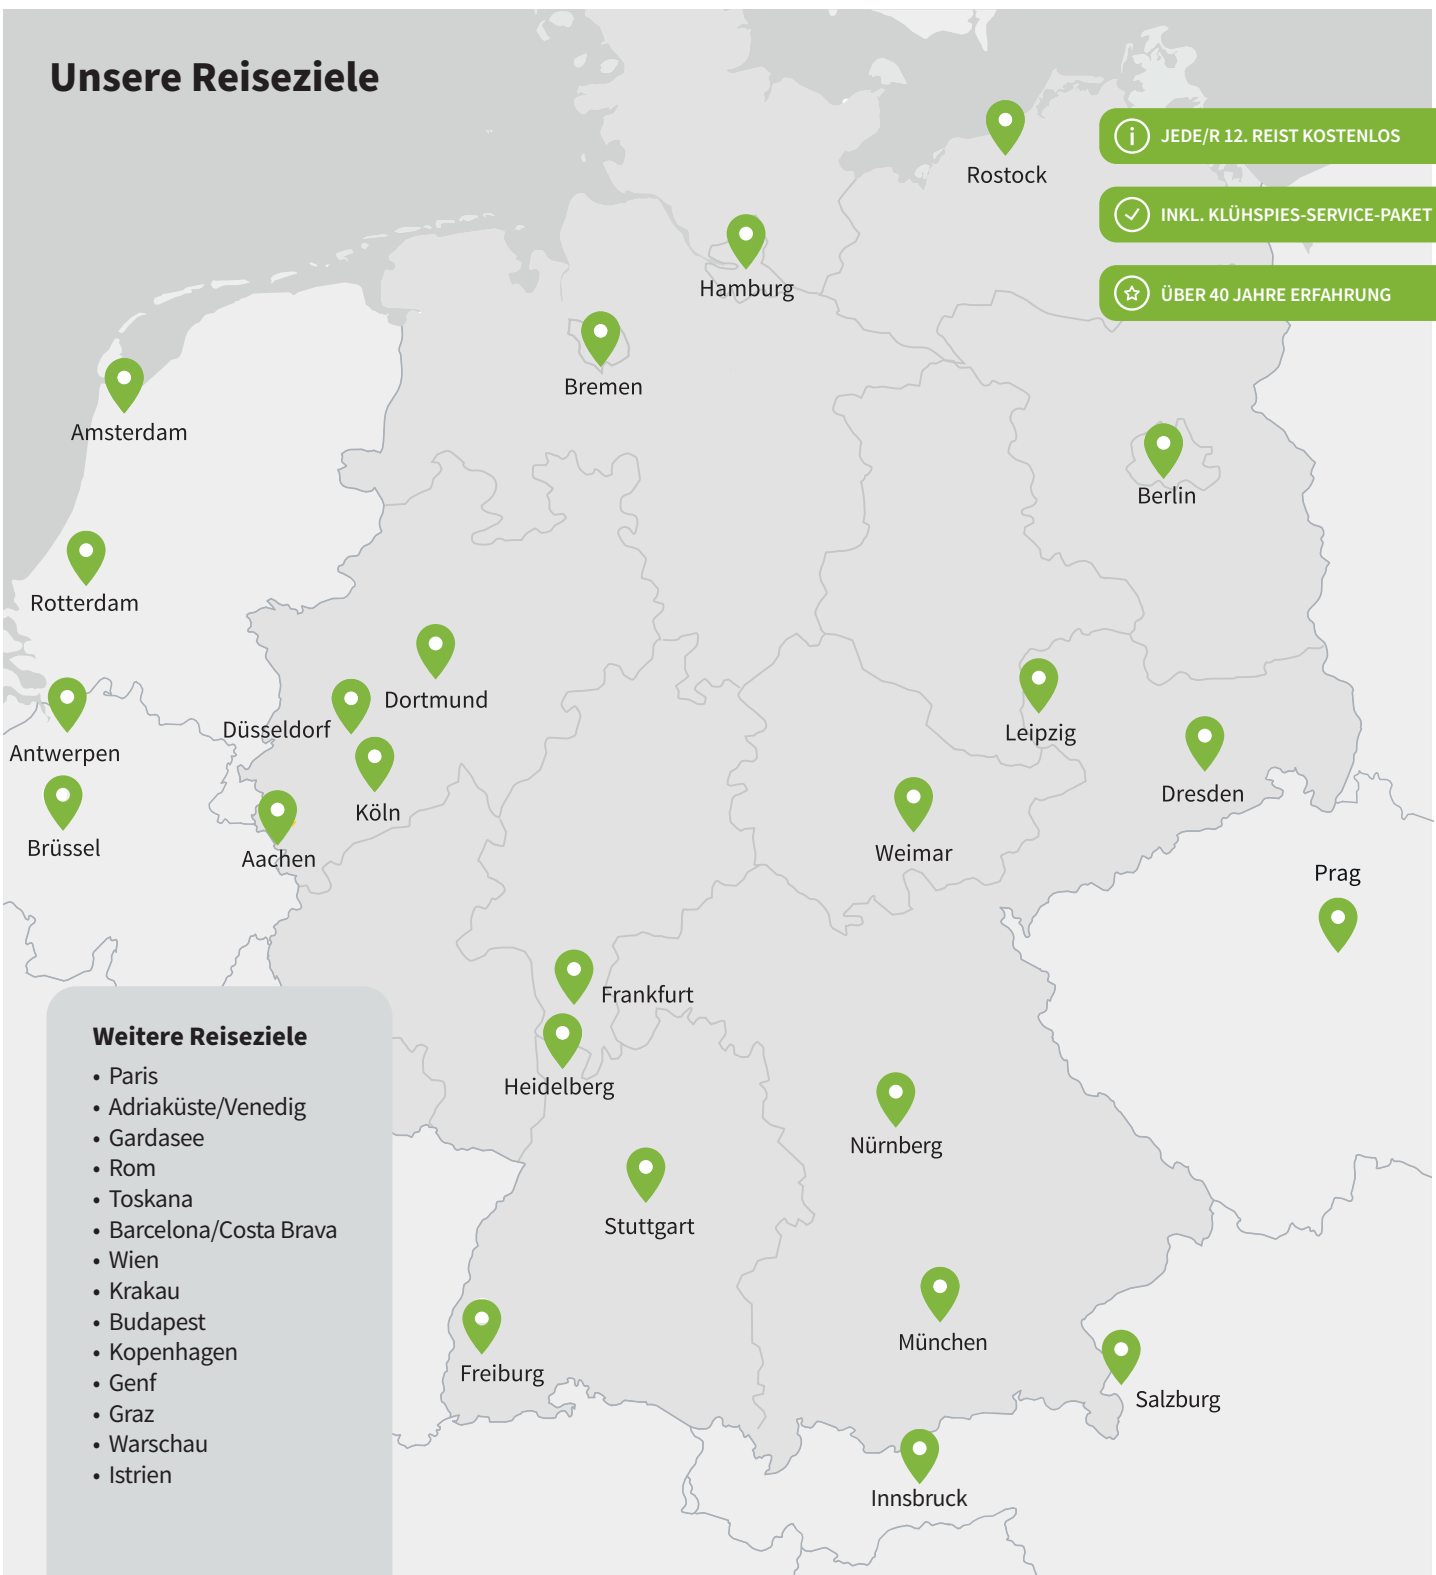 Unsere Reiseziele
JEDE/R 12. REIST KOSTENLOS
INKL. KLÜHSPIES-SERVICE-PAKET
ÜBER 40 JAHRE ERFAHRUNG
Rostock
Hamburg
Bremen
Amsterdam
Berlin
Rotterdam
Dortmund
Düsseldorf
Leipzig
Antwerpen
Dresden
Köln
Brüssel
Weimar
Aachen
Prag
Frankfurt
Heidelberg
Nürnberg
Stuttgart
München
Freiburg
Salzburg
Innsbruck
Weitere Reiseziele
• Paris
• Adriaküste/Venedig
• Gardasee
• Rom
• Toskana
• Barcelona/Costa Brava
• Wien
• Krakau
• Budapest
• Kopenhagen
• Genf
• Graz
• Warschau
• Istrien